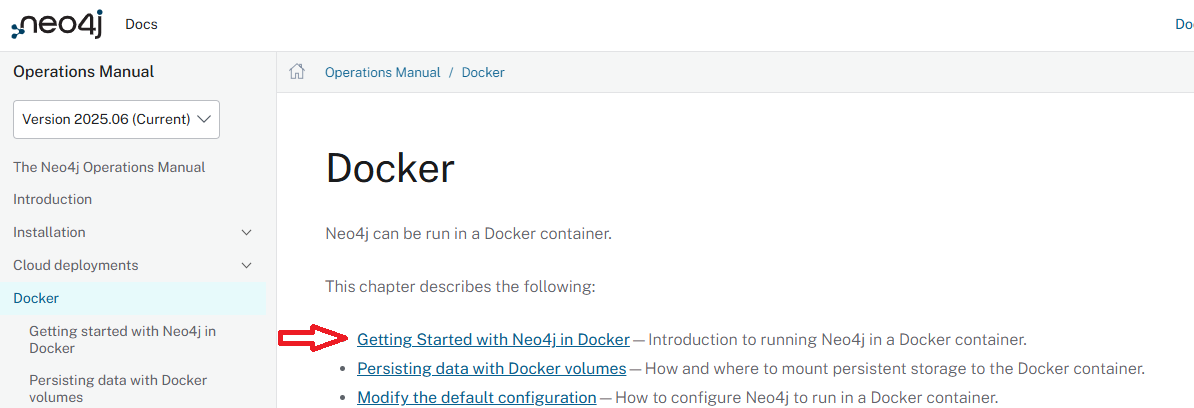 neo4j Docs
Do
Operations Manual
Version 2025.06 (Current)
The Neo4j Operations Manual
Introduction
Installation
Cloud deployments
Docker
Getting started with Neo4j in
Docker
Persisting data with Docker
volumes
Operations Manual / Docker
Docker
Neo4j can be run in a Docker container.
This chapter describes the following:
Getting Started with Neo4j in Docker — Introduction to running Neo4j in a Docker container.
• Persisting data with Docker volumes — How and where to mount persistent storage to the Docker container.
• Modify the default configuration — How to configure Neo4j to run in a Docker container.